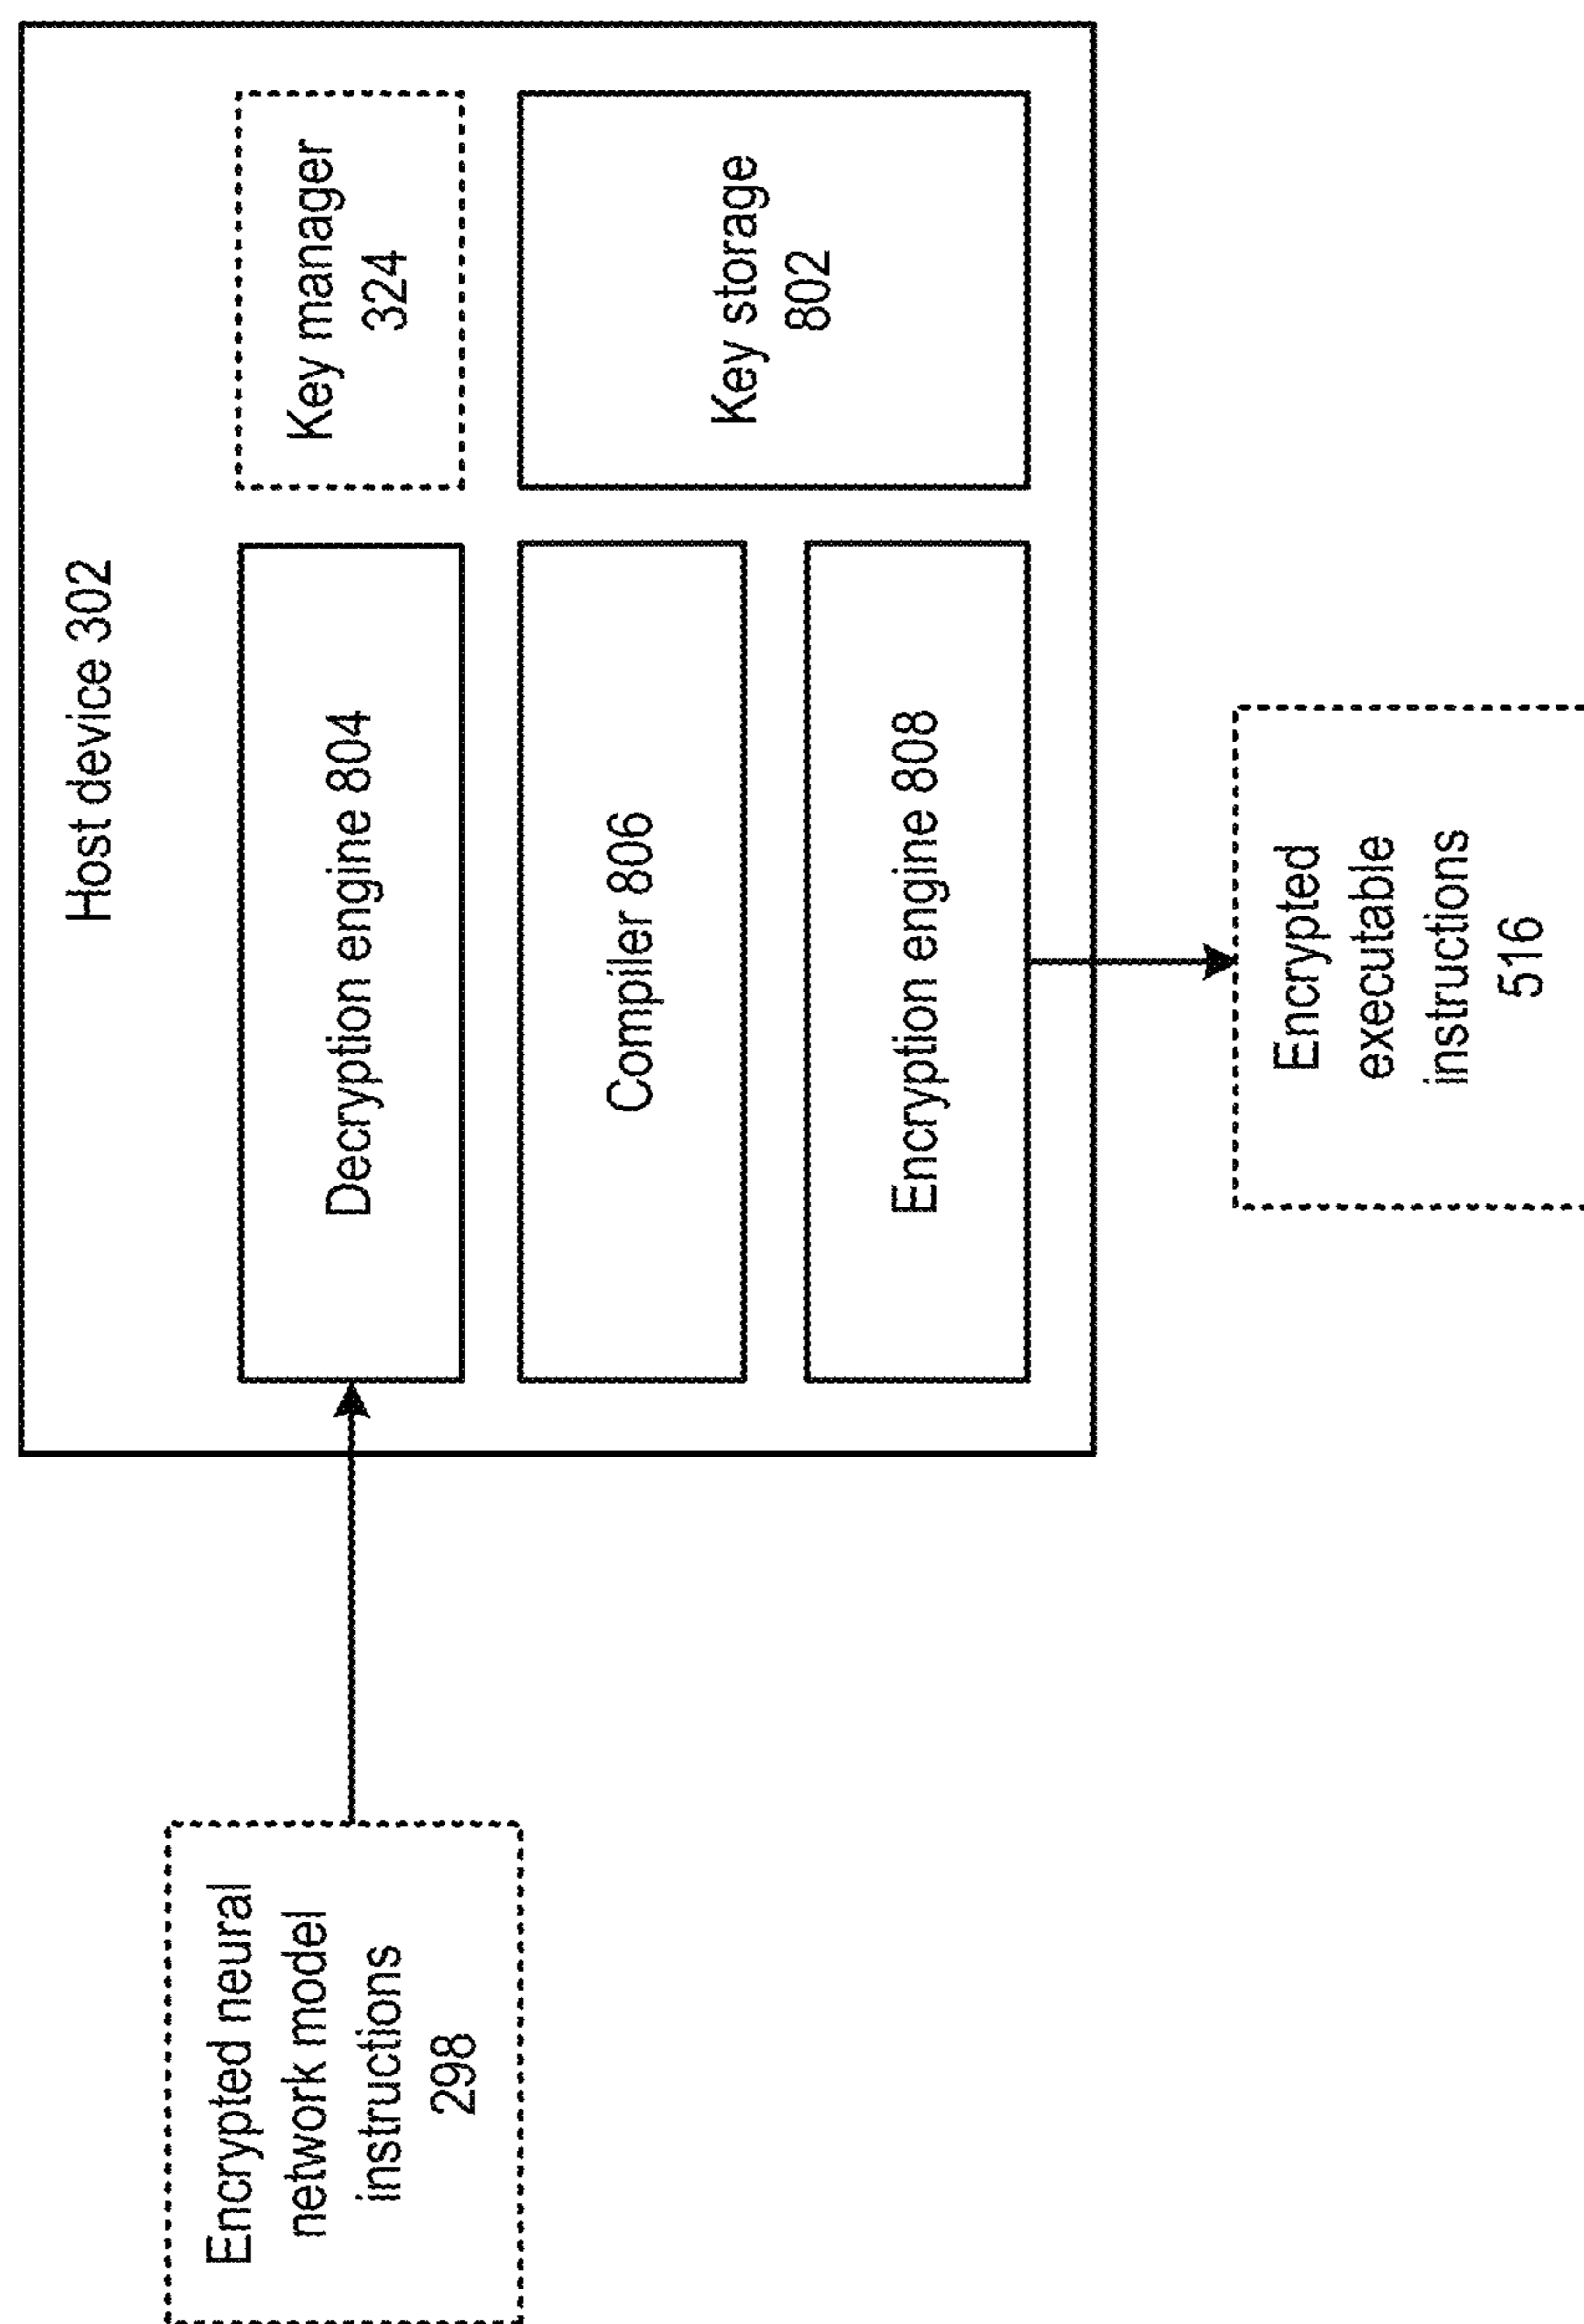 Host device 302
Encrypted neural
network model
instructions
298
Decryption engine 804
Key manager
324
Compiler 806
Key storage
802
Encryption engine 808
Encrypted
executable
instructions
516